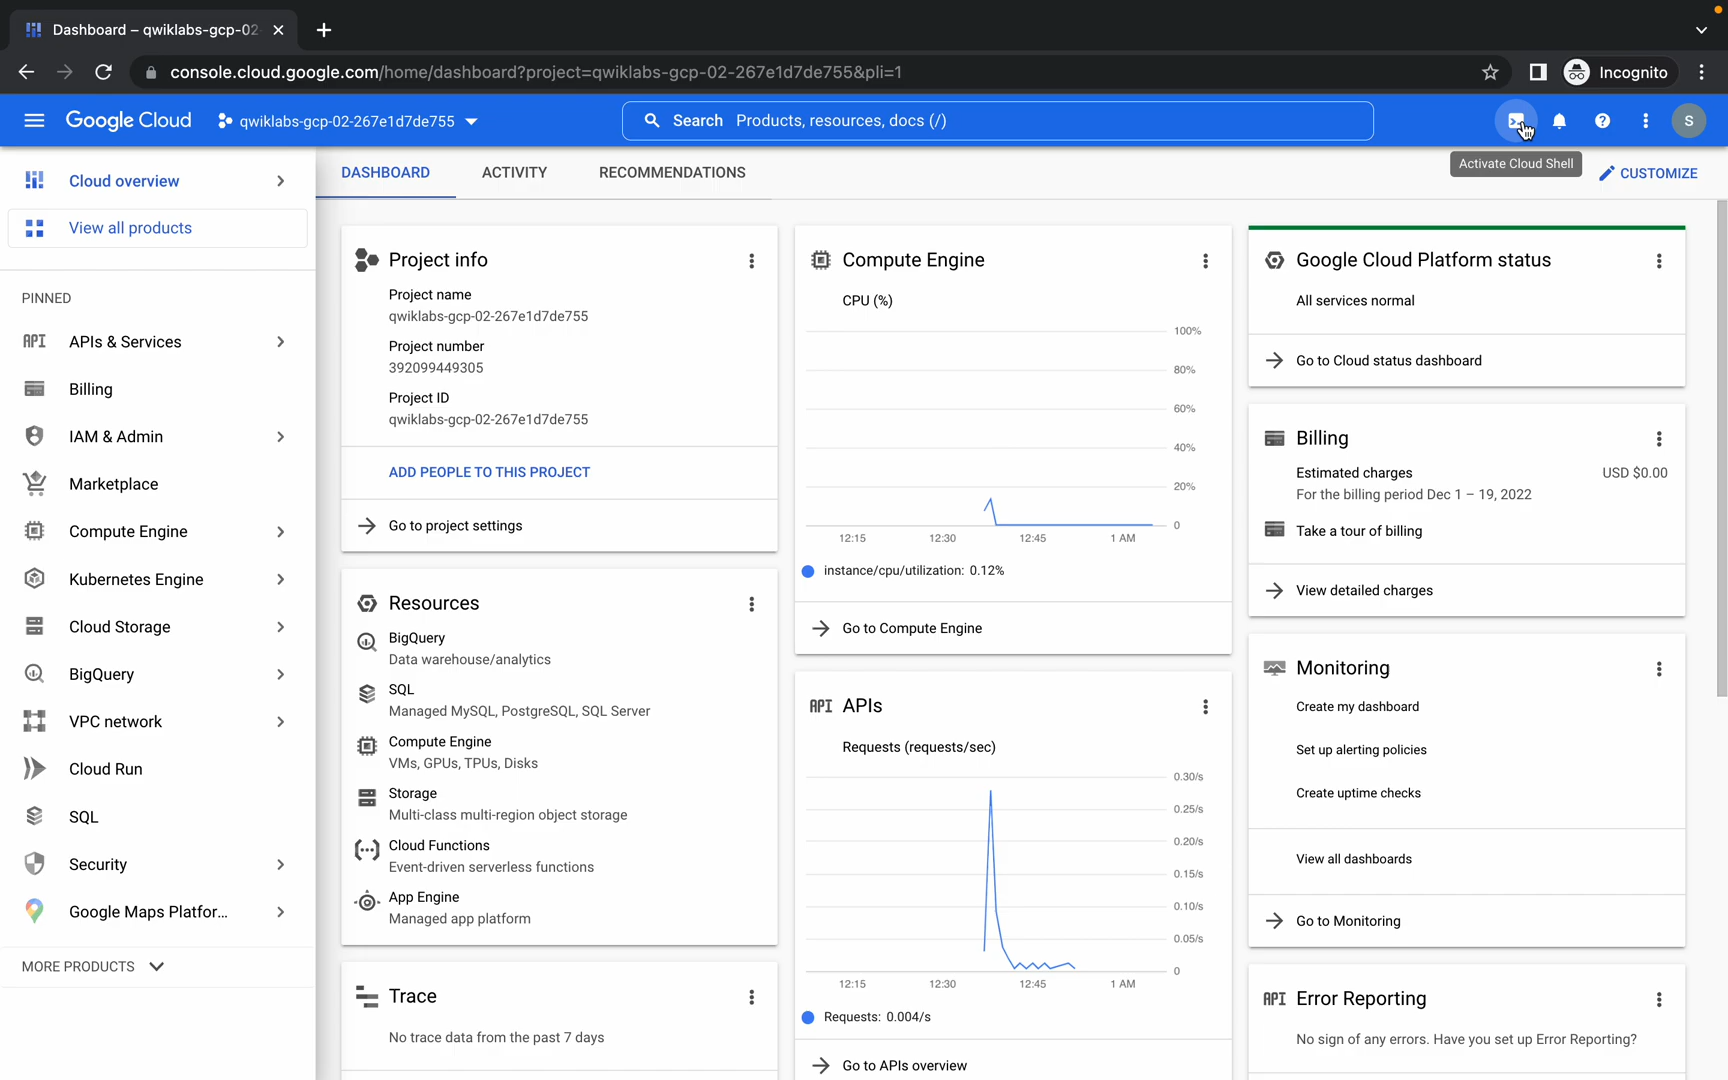 Dashboard – qwiklabs-gcp-02
console.cloud.google.com/home/dashboard?project=qwiklabs-gcp-02-267e1d7de755&pli=1
Incognito
Google Cloud
qwiklabs-gcp-02-267e1d7de755
Search Products, resources, docs (/)
S
Activate Cloud Shell
Cloud overview
View all products
PINNED
API APIs & Services
Billing
IAM & Admin
Marketplace
Compute Engine
Kubernetes Engine
Cloud Storage
BigQuery
VPC network
Cloud Run
SQL
Security
Google Maps Platfor...
MORE PRODUCTS
DASHBOARD
ACTIVITY
RECOMMENDATIONS
CUSTOMIZE
Project info
Project name
qwiklabs-gcp-02-267e1d7de755
Project number
392099449305
Project ID
qwiklabs-gcp-02-267e1d7de755
ADD PEOPLE TO THIS PROJECT
Go to project settings
Resources
BigQuery
Data warehouse/analytics
SQL
Managed MySQL, PostgreSQL, SQL Server
Compute Engine
VMs, GPUs, TPUs, Disks
Storage
Multi-class multi-region object storage
Cloud Functions
Event-driven serverless functions
App Engine
Managed app platform
Trace
No trace data from the past 7 days
Compute Engine
CPU (%)
100%
80%
60%
40%
20%
0
12:15 12:30 12:45 1 AM
instance/cpu/utilization: 0.12%
Go to Compute Engine
API APIs
Requests (requests/sec)
0.30/s
0.25/s
0.20/s
0.15/s
0.10/s
0.05/s
0
12:15 12:30 12:45 1 AM
Requests: 0.004/s
Go to APIs overview
Google Cloud Platform status
All services normal
Go to Cloud status dashboard
Billing
Estimated charges USD $0.00
For the billing period Dec 1 – 19, 2022
Take a tour of billing
View detailed charges
Monitoring
Create my dashboard
Set up alerting policies
Create uptime checks
View all dashboards
Go to Monitoring
API Error Reporting
No sign of any errors. Have you set up Error Reporting?